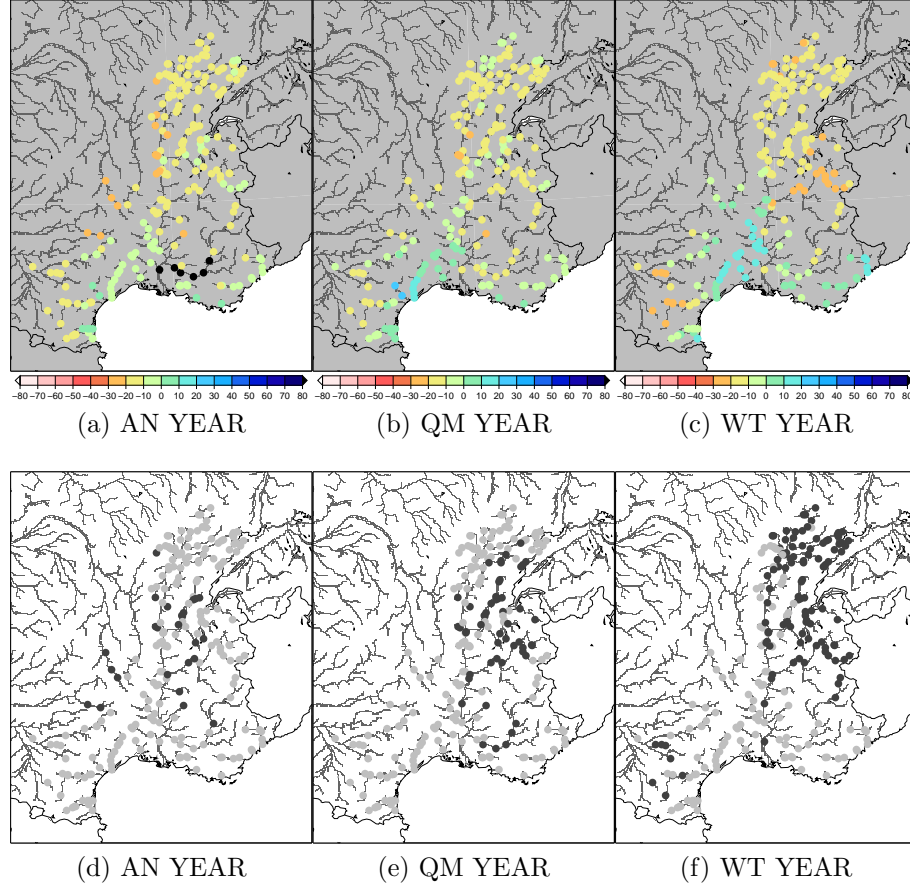 −80 −70 −60 −50 −40 −30 −20 −10 0 10 20 30 40 50 60 70 80
−80 −70 −60 −50 −40 −30 −20 −10 0 10 20 30 40 50 60 70 80
−80 −70 −60 −50 −40 −30 −20 −10 0 10 20 30 40 50 60 70 80
(a) AN YEAR
(b) QM YEAR
(c) WT YEAR
(d) AN YEAR
(e) QM YEAR
(f) WT YEAR